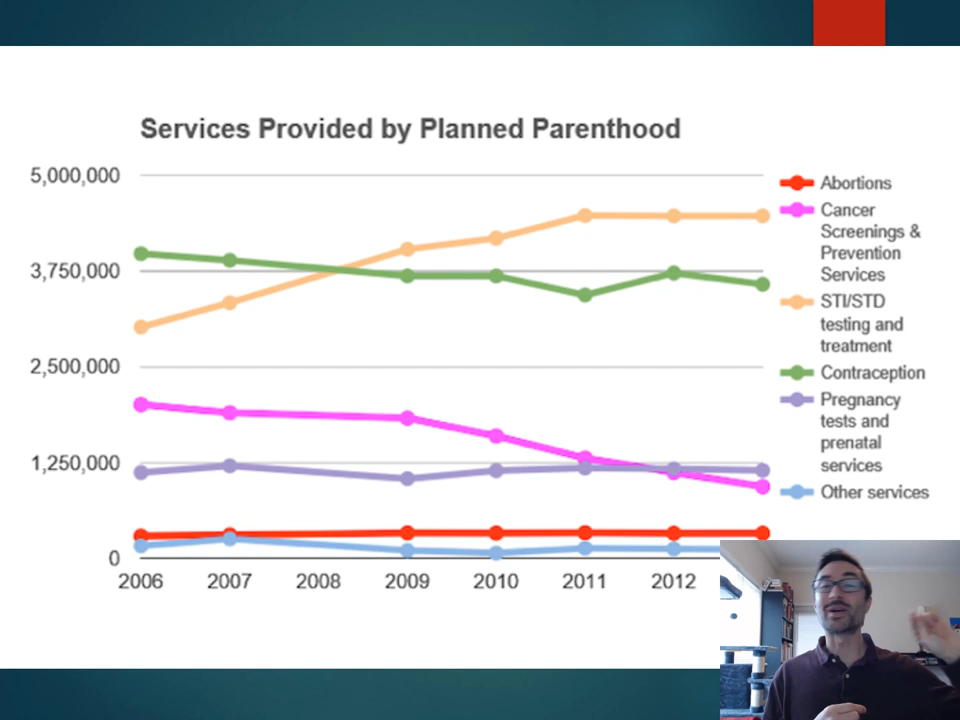 Services Provided by Planned Parenthood
5,000,000
3,750,000
2,500,000
1,250,000
0
2006 2007 2008 2009 2010 2011 2012
Abortions
Cancer
Screenings &
Prevention
Services
STI/STD
testing and
treatment
Contraception
Pregnancy
tests and
prenatal
services
Other services